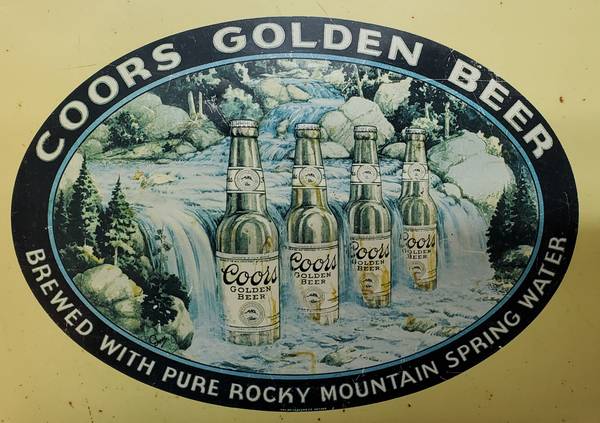 COORS GOLDEN BEER
Coors
GOLDEN
BEER
Coors
GOLDEN
BEER
Coors
GOLDEN
BEER
Coors
GOLDEN
BEER
BREWED WITH PURE ROCKY MOUNTAIN SPRING WATER